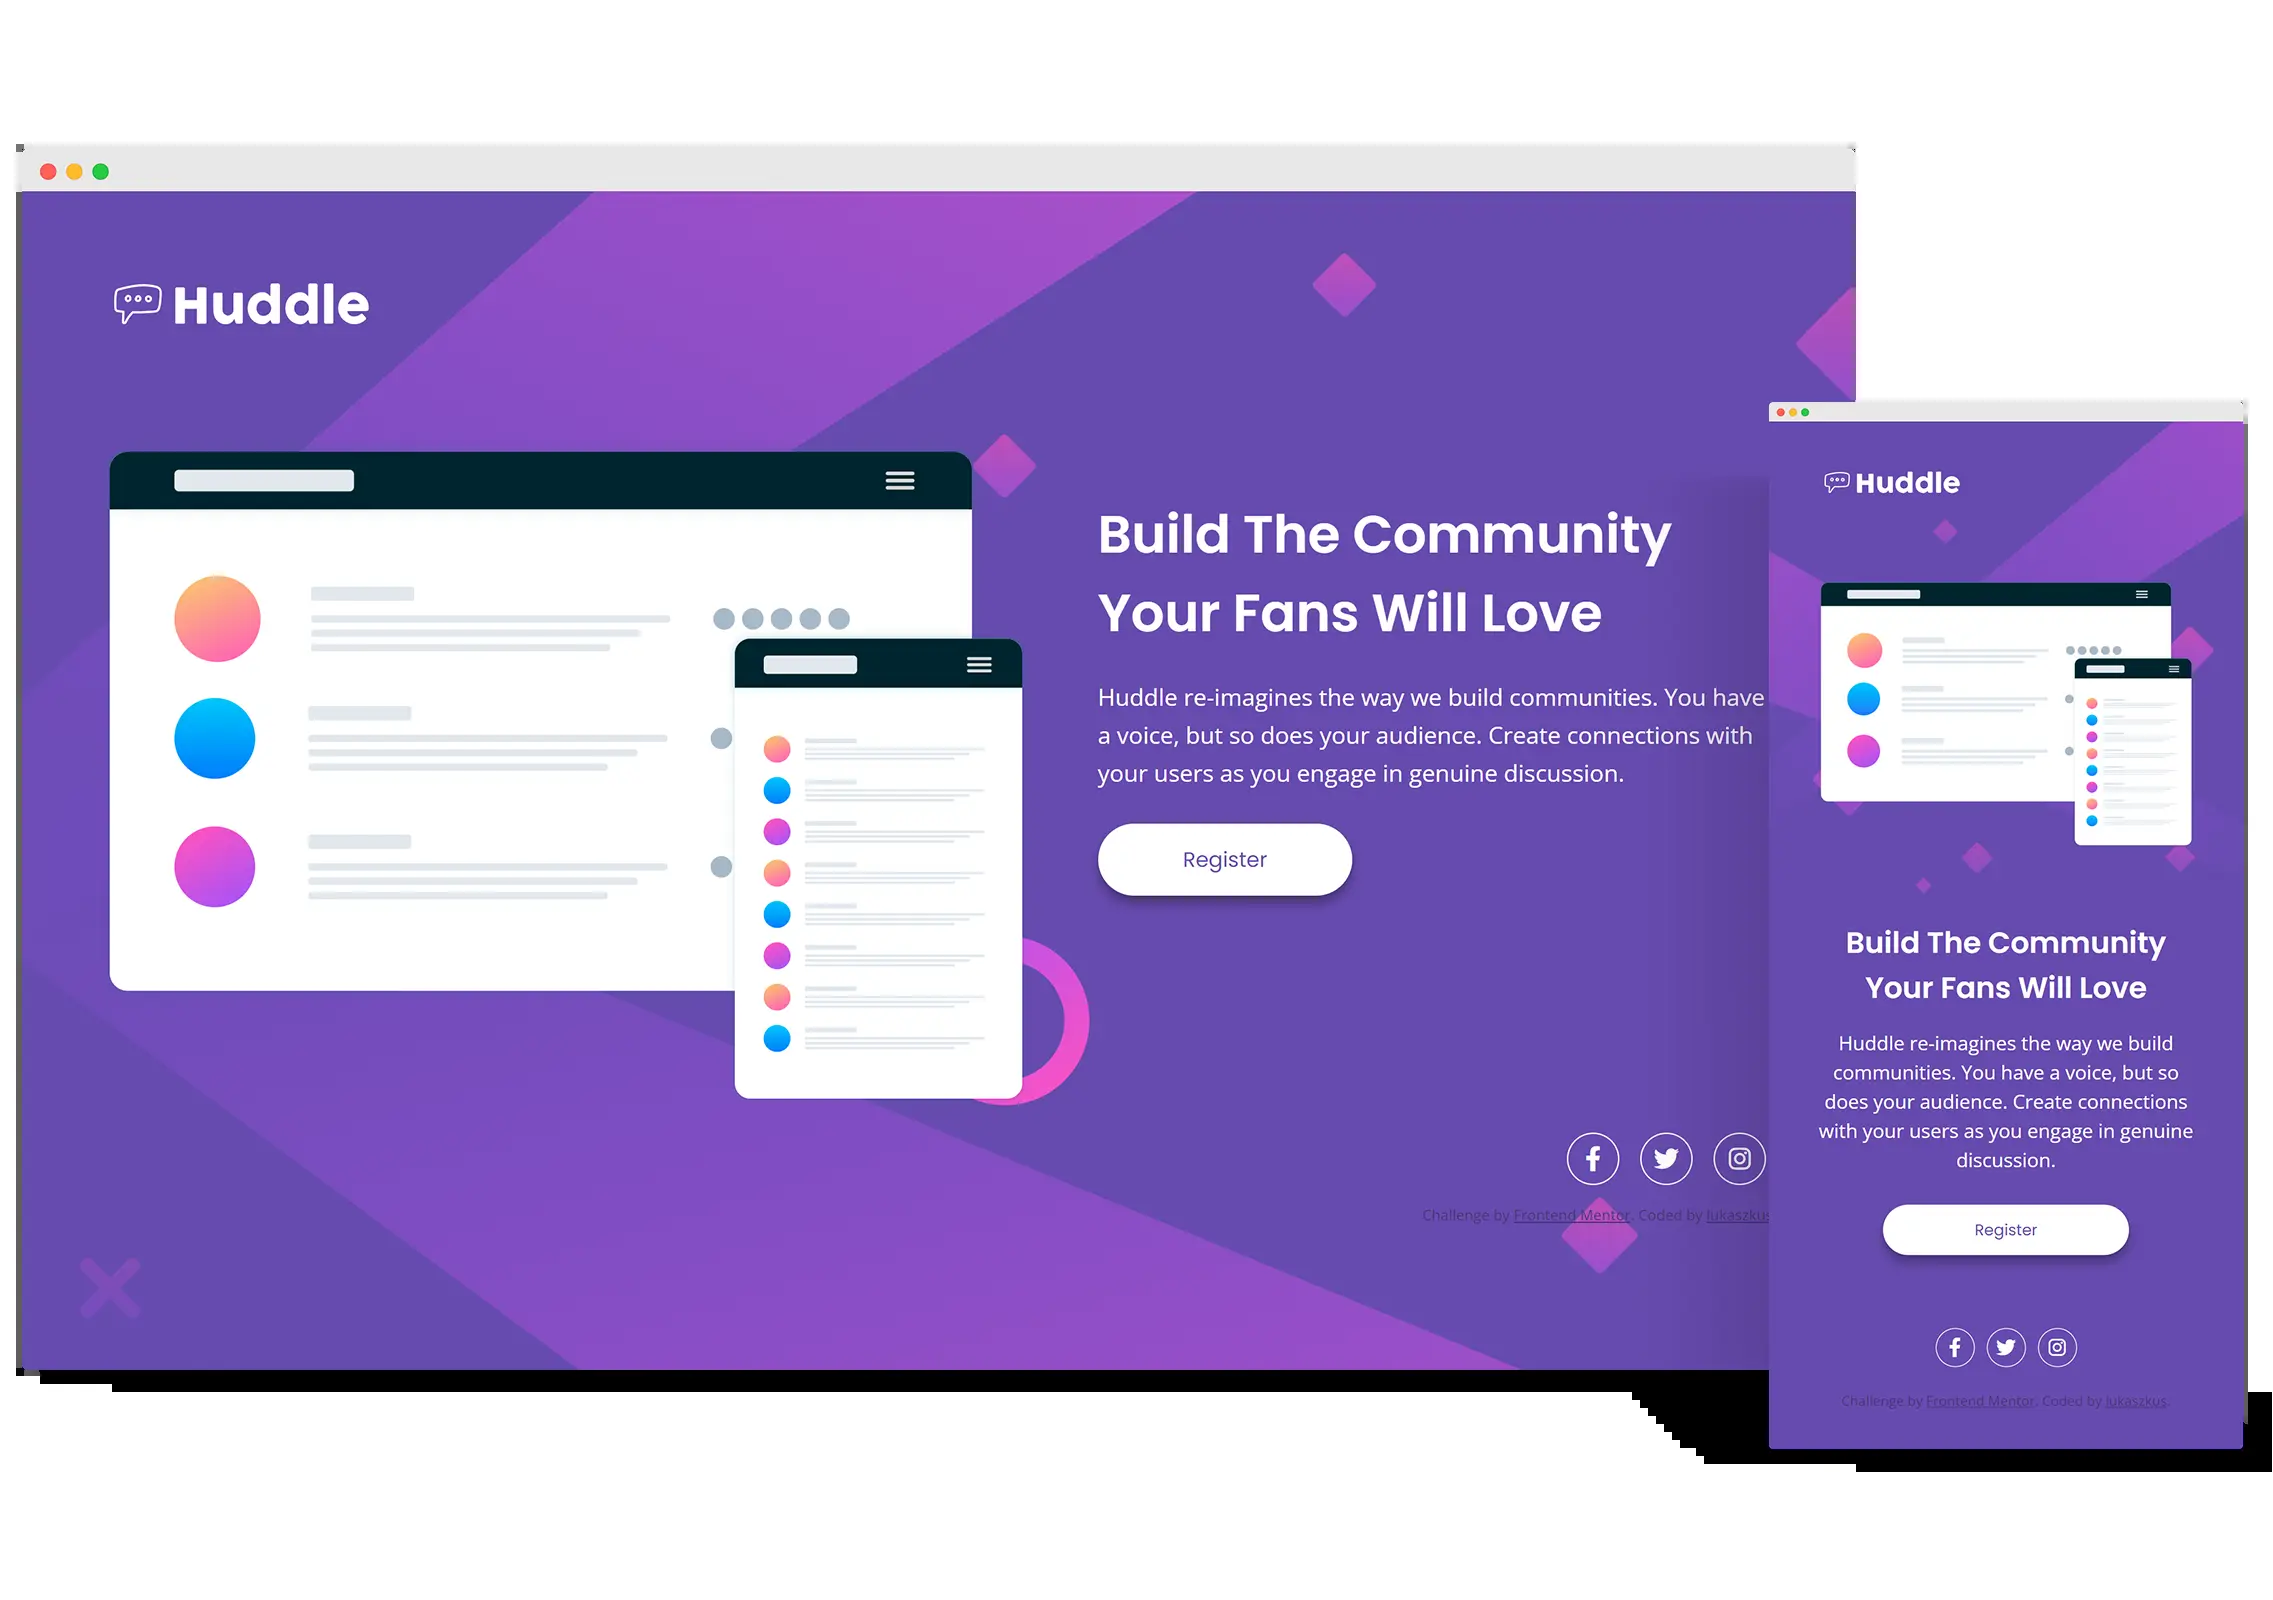 Huddle
Build The Community
Your Fans Will Love
Huddle re-imagines the way we build communities. You have
a voice, but so does your audience. Create connections with
your users as you engage in genuine discussion.
Register
Challenge by Frontend Mentor. Coded by lukaszkus
Huddle
Build The Community
Your Fans Will Love
Huddle re-imagines the way we build
communities. You have a voice, but so
does your audience. Create connections
with your users as you engage in genuine
discussion.
Register
Challenge by Frontend Mentor. Coded by lukaszkus.